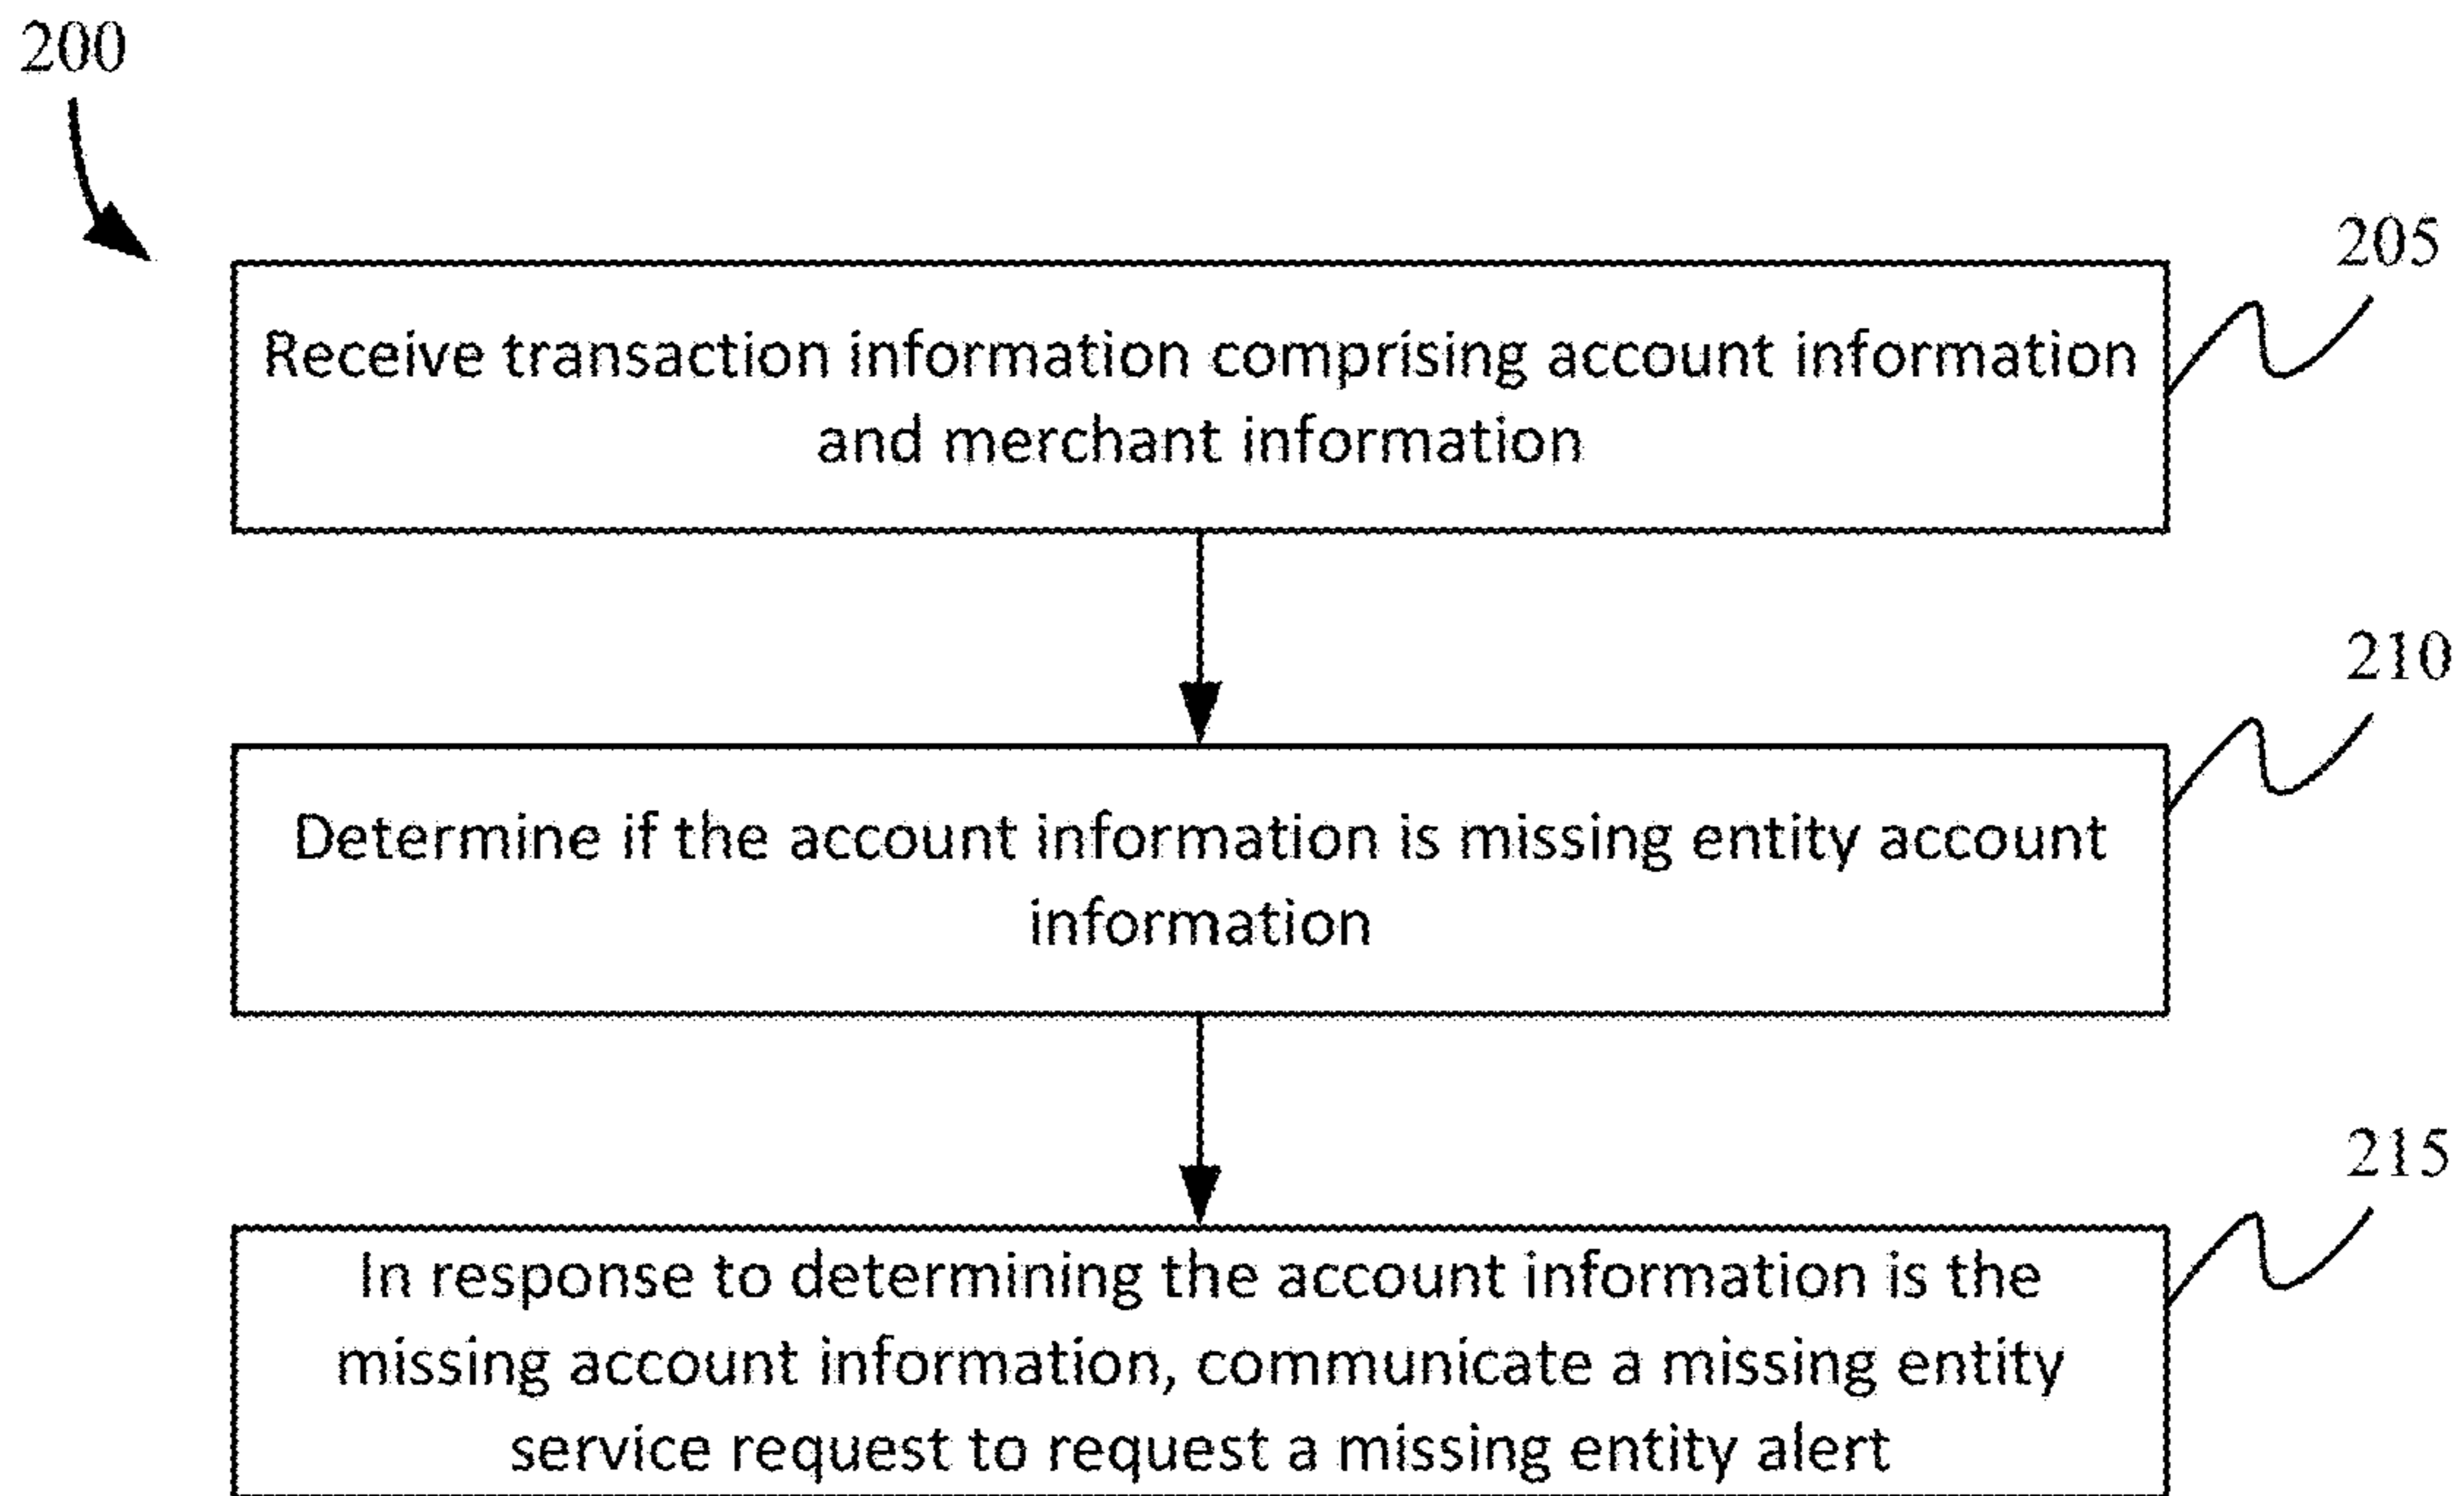 200
205
Receive transaction information comprising account information
and merchant information
210
Determine if the account information is missing entity account
information
215
In response to determining the account information is the
missing account information, communicate a missing entity
service request to request a missing entity alert